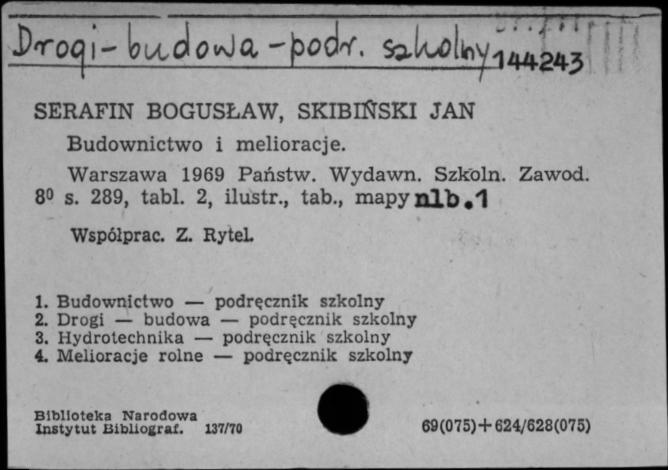 Drogi - budowa - podr. szkolny 144243
SERAFIN BOGUSŁAW, SKIBIŃSKI JAN
Budownictwo i melioracje.
Warszawa 1969 Państw. Wydawn. Szkoln. Zawod.
8⁰ s. 289, tabl. 2, ilustr., tab., mapy nlb.1
Współprac. Z. Rytel.
1. Budownictwo — podręcznik szkolny
2. Drogi — budowa — podręcznik szkolny
3. Hydrotechnika — podręcznik szkolny
4. Melioracje rolne — podręcznik szkolny
Biblioteka Narodowa
Instytut Bibliograf. 137/70
69(075)+624/628(075)